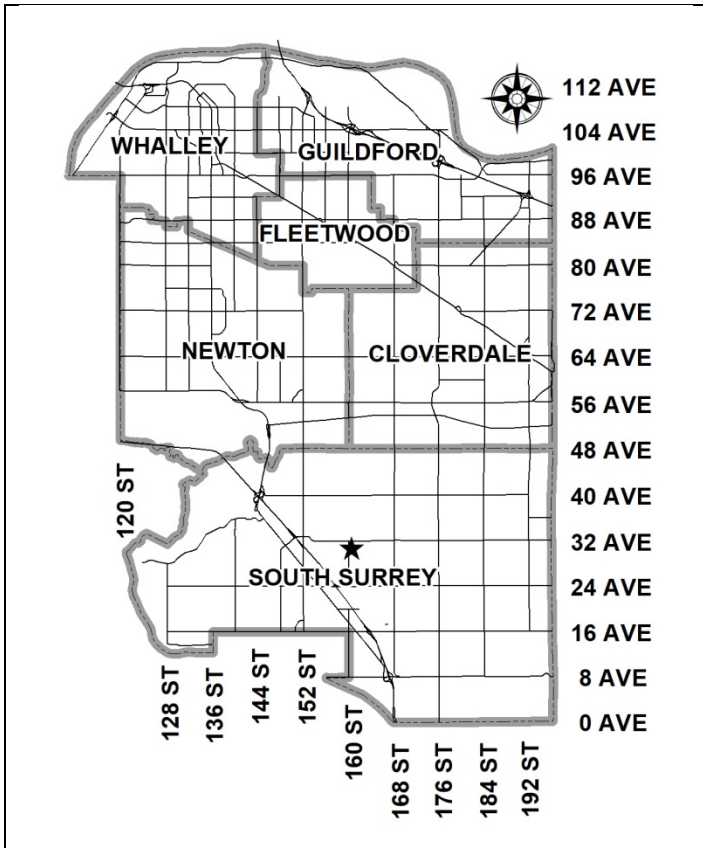 112 AVE
104 AVE
WHALLEY
GUILDFORD
96 AVE
88 AVE
FLEETWOOD
80 AVE
72 AVE
NEWTON
CLOVERDALE
64 AVE
56 AVE
48 AVE
120 ST
40 AVE
32 AVE
SOUTH SURREY
24 AVE
16 AVE
128 ST
136 ST
144 ST
152 ST
160 ST
8 AVE
0 AVE
168 ST
176 ST
184 ST
192 ST